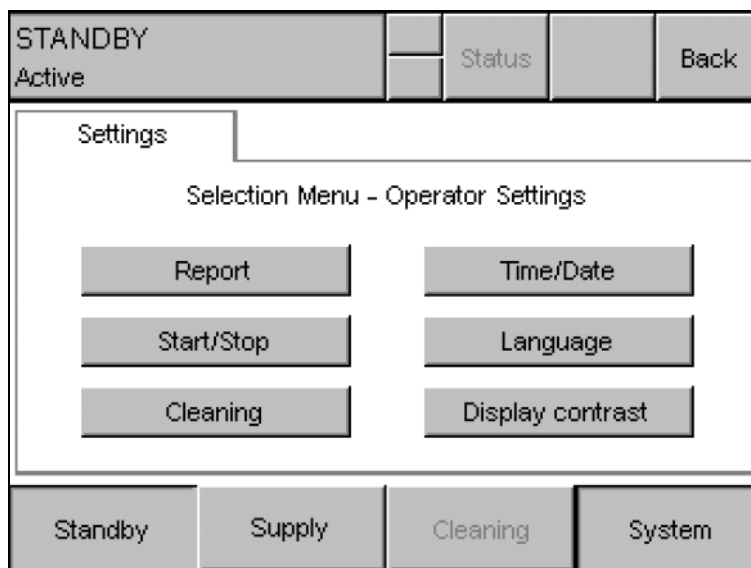 STANDBY
Active
Status
Back
Settings
Selection Menu - Operator Settings
Report
Time/Date
Start/Stop
Language
Cleaning
Display contrast
Standby
Supply
Cleaning
System